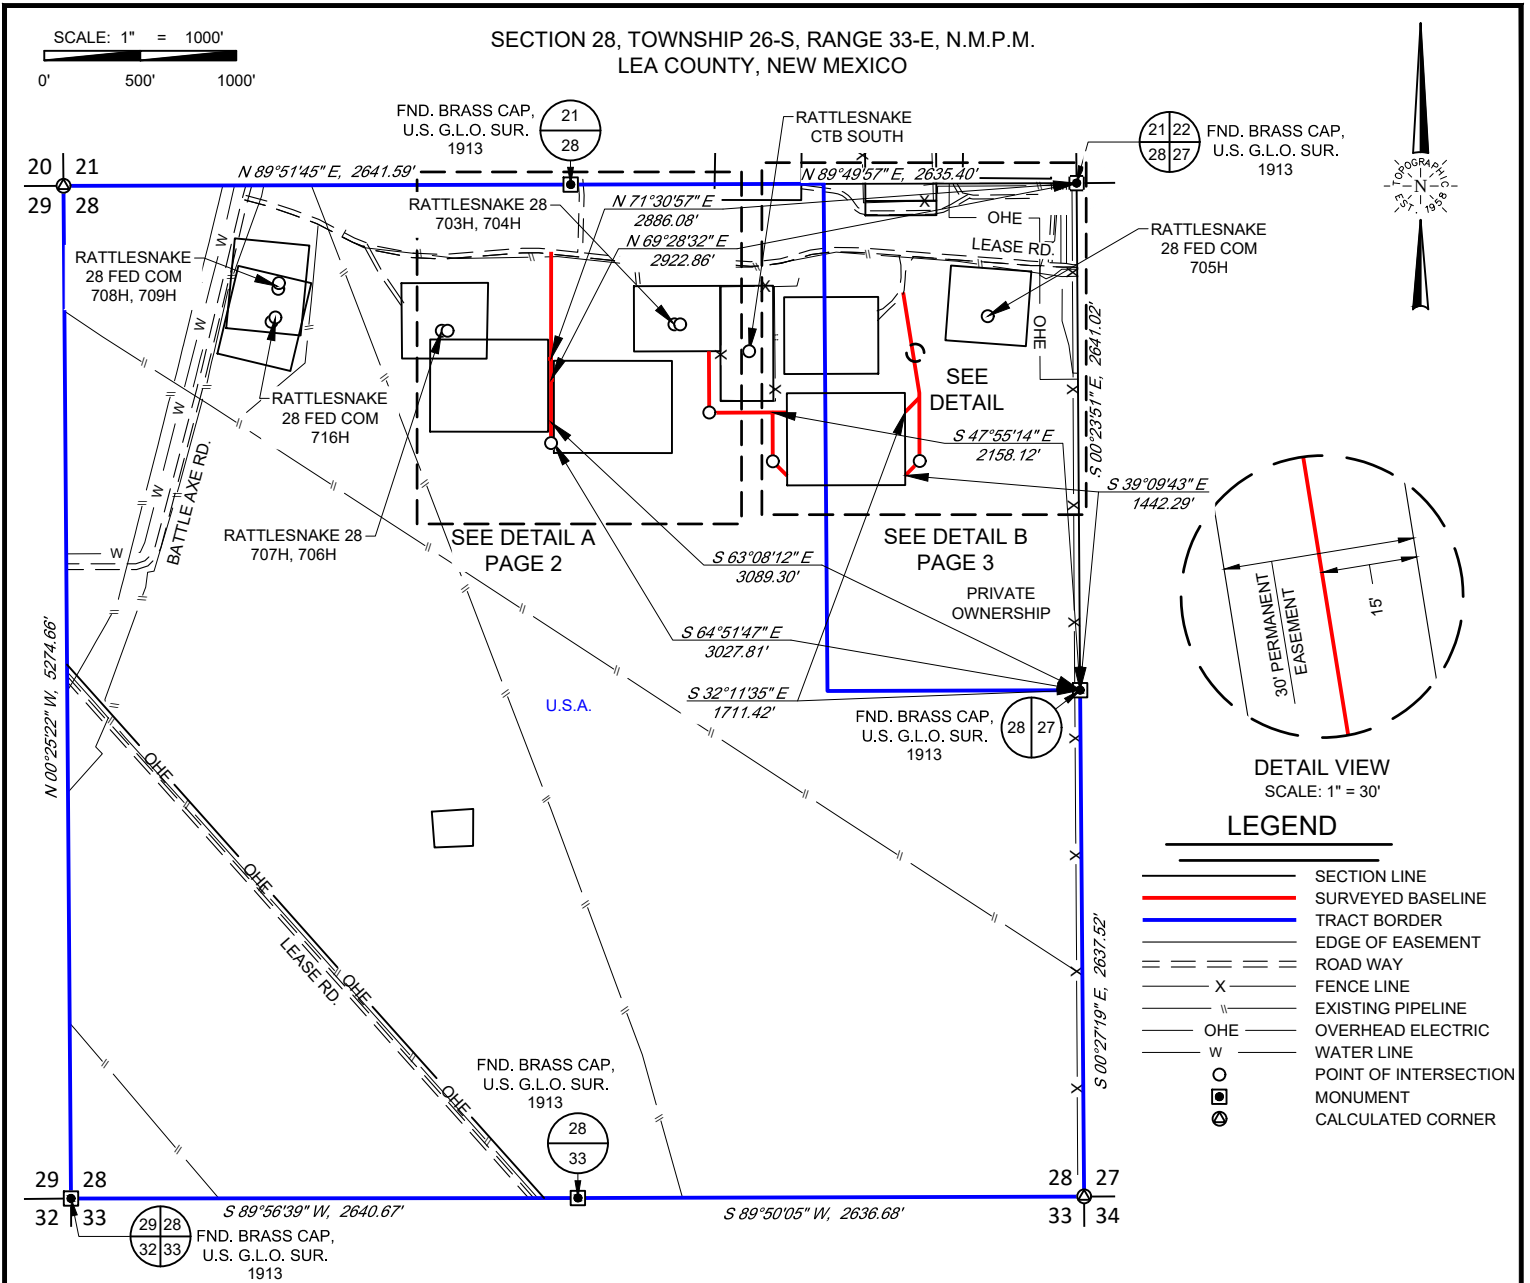 SCALE: 1" = 1000'
0' 500' 1000'
SECTION 28, TOWNSHIP 26-S, RANGE 33-E, N.M.P.M.
LEA COUNTY, NEW MEXICO
TOPOGRAPHIC
N
EST. 1958
FND. BRASS CAP,
U.S. G.L.O. SUR.
1913
21
28
RATTLESNAKE
CTB SOUTH
21 22
28 27
FND. BRASS CAP,
U.S. G.L.O. SUR.
1913
20 21
29 28
N 89°51'45" E, 2641.59'
N 89°49'57" E, 2635.40'
RATTLESNAKE 28
703H, 704H
N 71°30'57" E
2886.08'
N 69°28'32" E
2922.86'
X
OHE
LEASE RD.
RATTLESNAKE
28 FED COM
705H
RATTLESNAKE
28 FED COM
708H, 709H
W
W
W
W
W
X
X
X
X
OHE
X
S 00°23'51" E, 2641.02'
RATTLESNAKE
28 FED COM
716H
SEE
DETAIL
S 47°55'14" E
2158.12'
BATTLE AXE RD.
S 39°09'43" E
1442.29'
X
X
RATTLESNAKE 28
707H, 706H
SEE DETAIL A
PAGE 2
SEE DETAIL B
PAGE 3
S 63°08'12" E
3089.30'
PRIVATE
OWNERSHIP
X
30' PERMANENT
EASEMENT
15'
S 64°51'47" E
3027.81'
S 32°11'35" E
1711.42'
U.S.A.
FND. BRASS CAP,
U.S. G.L.O. SUR.
1913
28 27
N 00°25'22" W, 5274.66'
X
DETAIL VIEW
SCALE: 1" = 30'
OHE
OHE
OHE
OHE
LEASE RD.
X
X
X
S 00°27'19" E, 2637.52'
LEGEND
SECTION LINE
SURVEYED BASELINE
TRACT BORDER
EDGE OF EASEMENT
ROAD WAY
X FENCE LINE
\\ EXISTING PIPELINE
OHE OVERHEAD ELECTRIC
W WATER LINE
POINT OF INTERSECTION
MONUMENT
CALCULATED CORNER
FND. BRASS CAP,
U.S. G.L.O. SUR.
1913
28
33
29 28
32 33
28 27
33 34
S 89°56'39" W, 2640.67'
S 89°50'05" W, 2636.68'
29 28
32 33
FND. BRASS CAP,
U.S. G.L.O. SUR.
1913